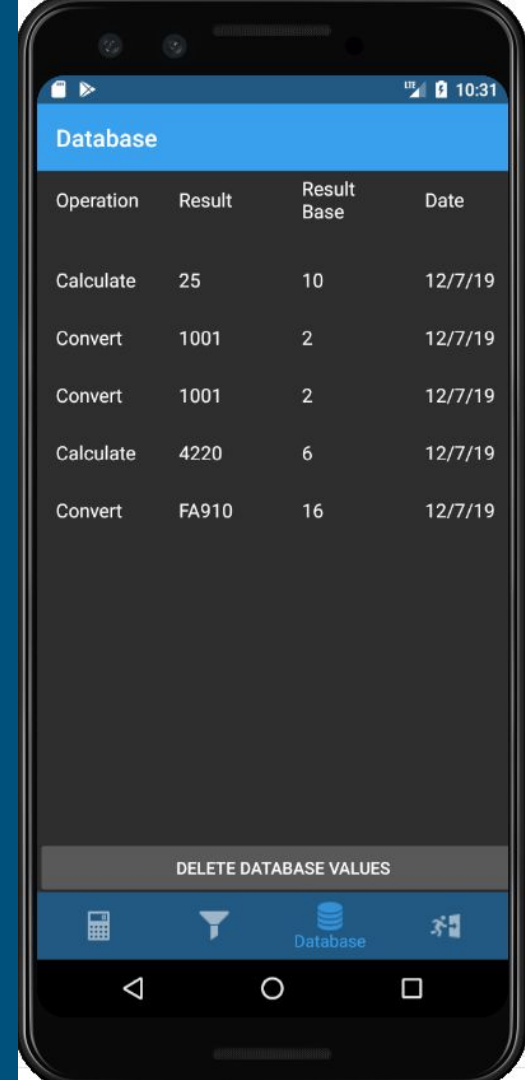 LTE 10:31
Database
Operation Result Result Base Date
Calculate 25 10 12/7/19
Convert 1001 2 12/7/19
Convert 1001 2 12/7/19
Calculate 4220 6 12/7/19
Convert FA910 16 12/7/19
DELETE DATABASE VALUES
Database